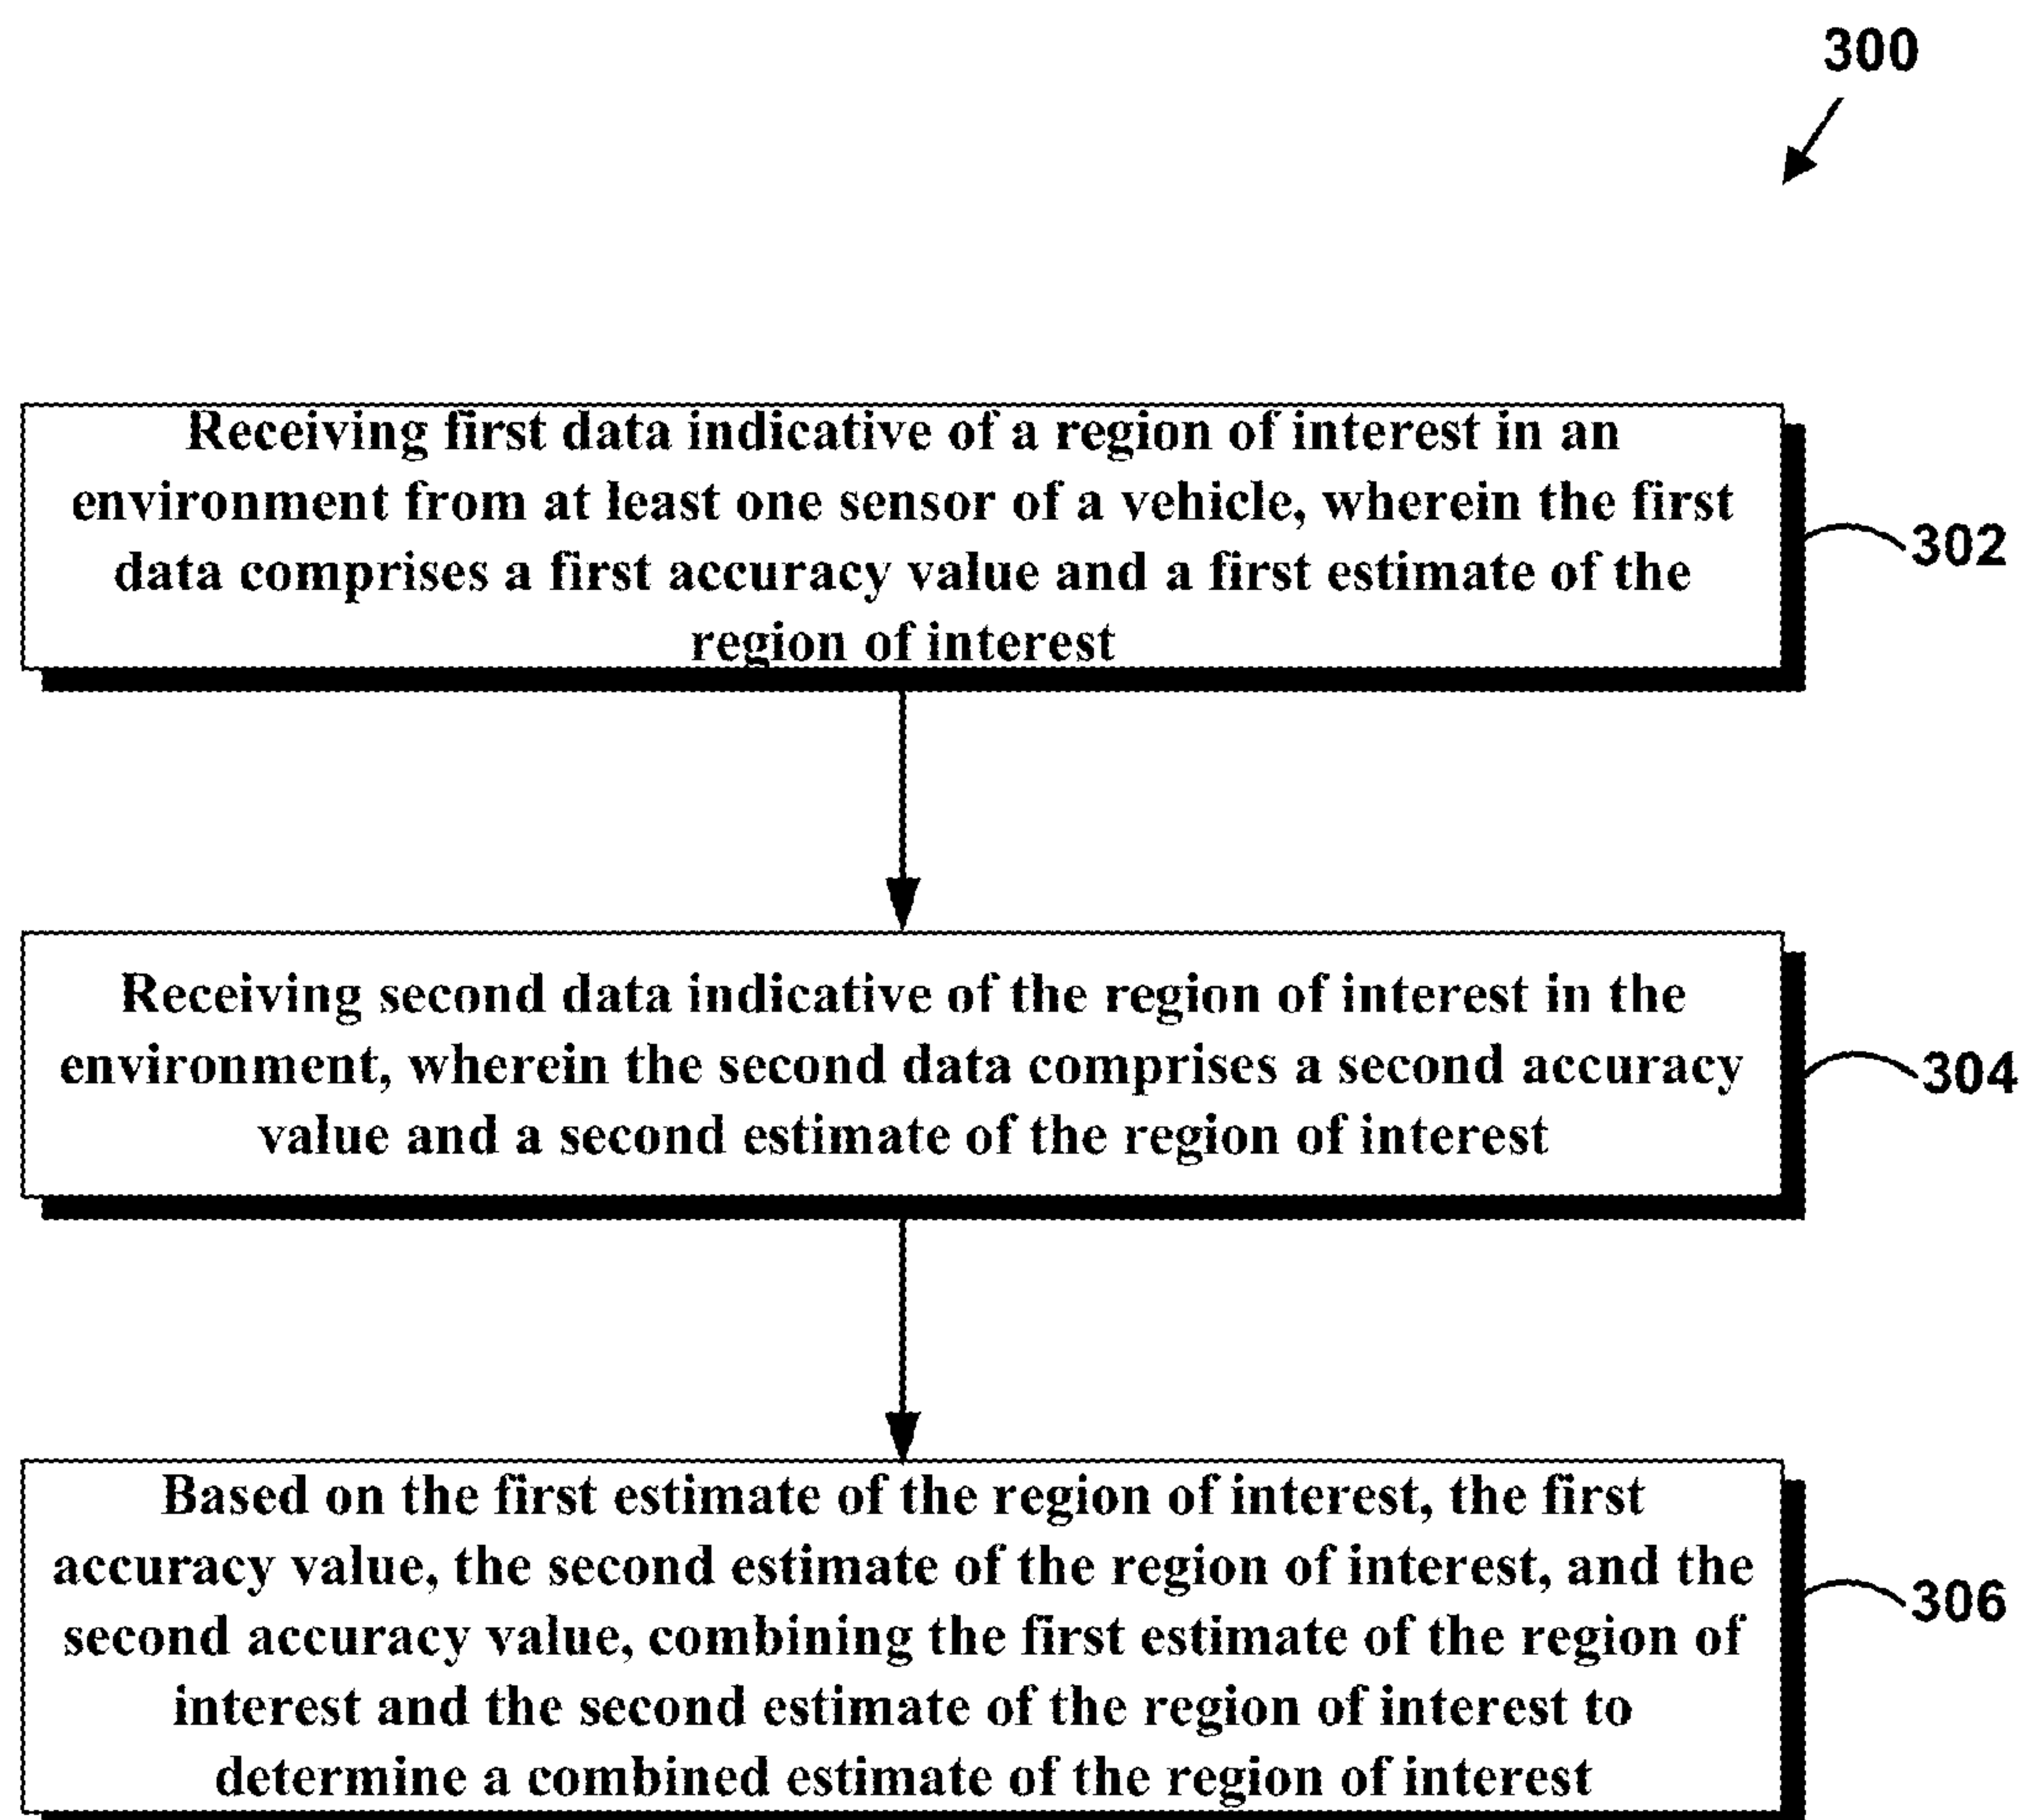 300
Receiving first data indicative of a region of interest in an
environment from at least one sensor of a vehicle, wherein the first
data comprises a first accuracy value and a first estimate of the
region of interest
302
Receiving second data indicative of the region of interest in the
environment, wherein the second data comprises a second accuracy
value and a second estimate of the region of interest
304
Based on the first estimate of the region of interest, the first
accuracy value, the second estimate of the region of interest, and the
second accuracy value, combining the first estimate of the region of
interest and the second estimate of the region of interest to
determine a combined estimate of the region of interest
306